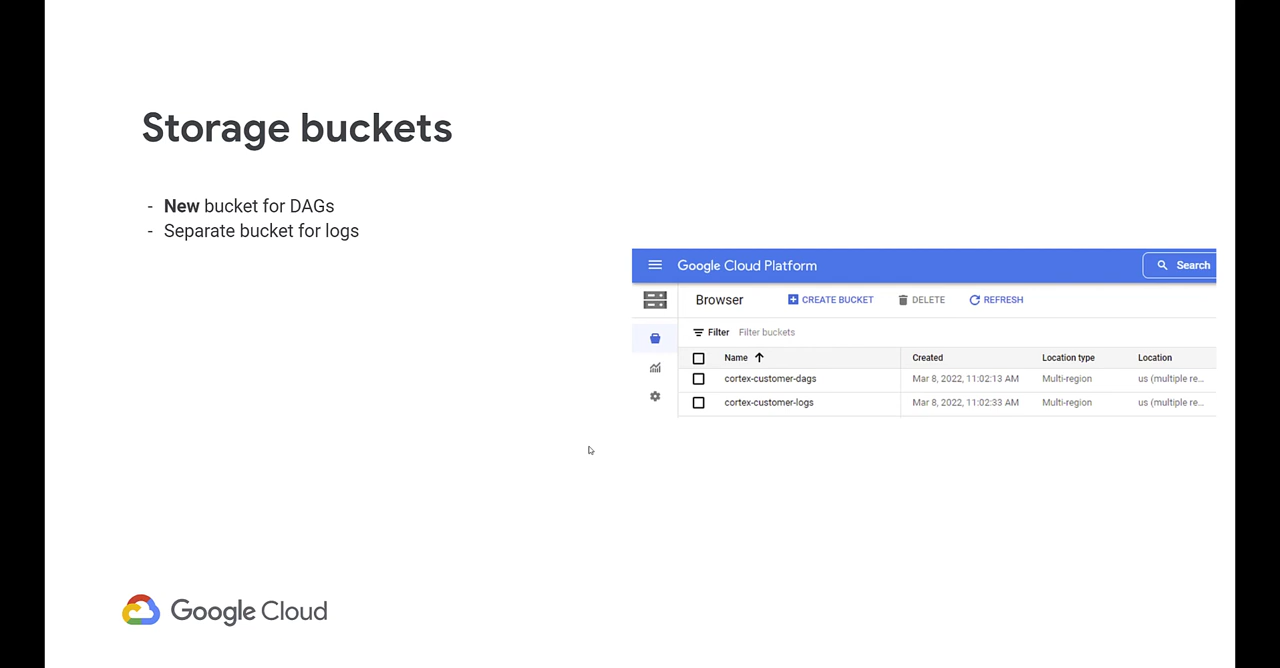 Storage buckets
- New bucket for DAGs
- Separate bucket for logs
Google Cloud Platform
Search
Browser
CREATE BUCKET
DELETE
REFRESH
Filter Filter buckets
Name Created Location type Location
cortex-customer-dags Mar 8, 2022, 11:02:13 AM Multi-region us (multiple re...
cortex-customer-logs Mar 8, 2022, 11:02:33 AM Multi-region us (multiple re...
Google Cloud